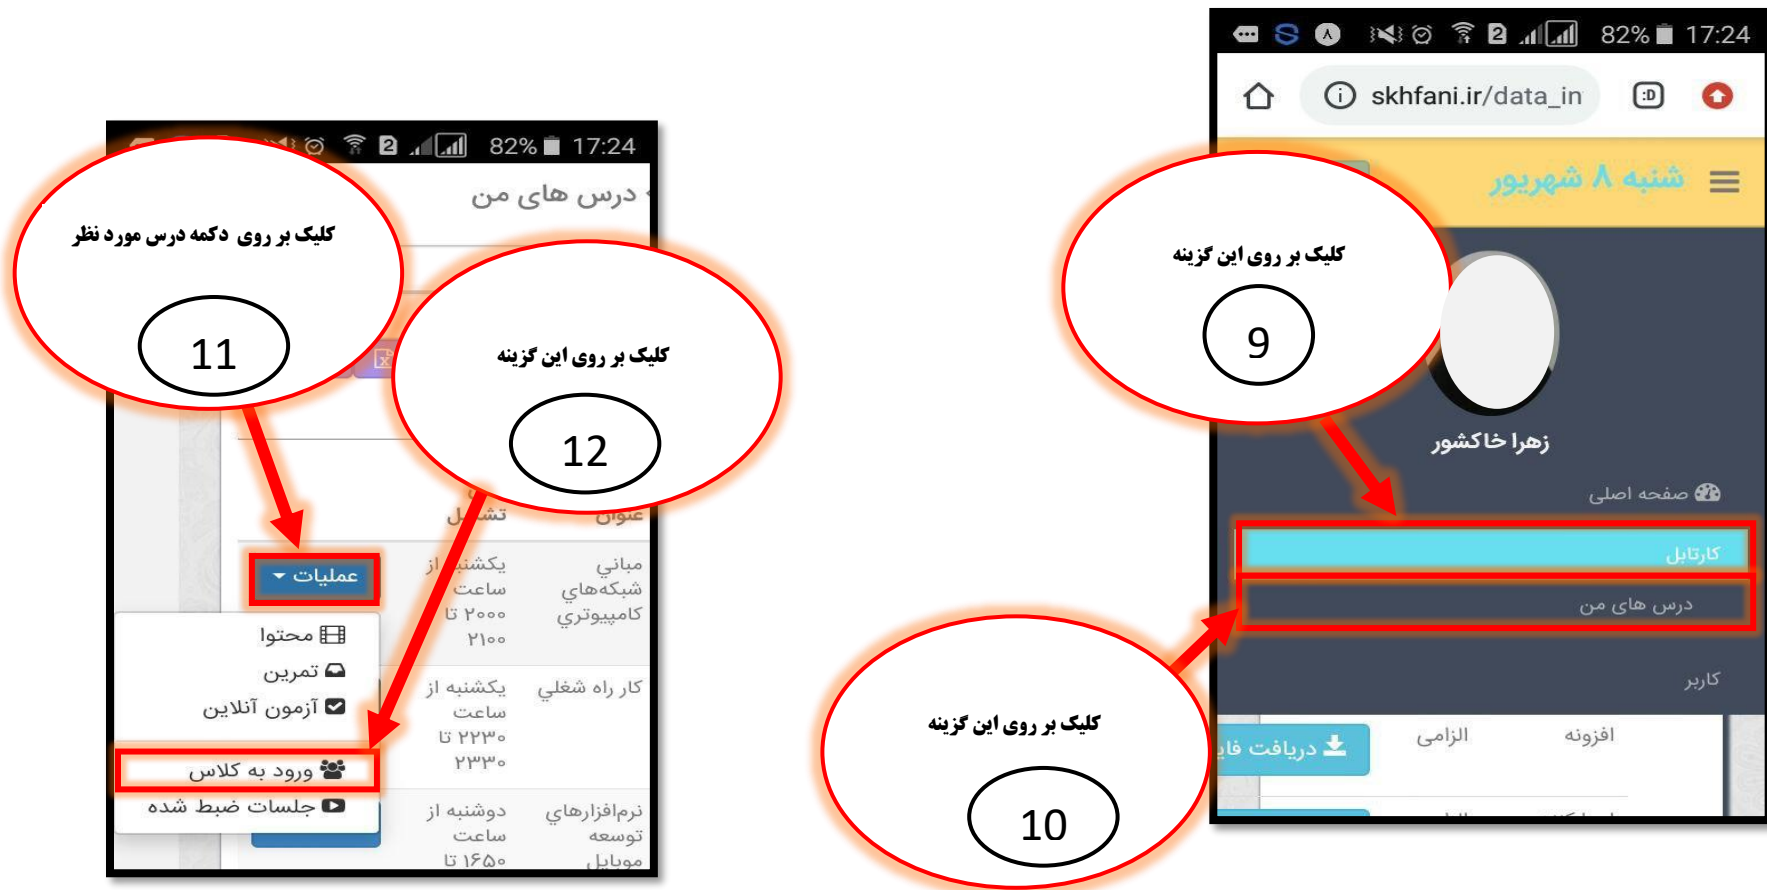 82% 17:24
skhfani.ir/data_in
:D
شنبه ۸ شهریور
کلیک بر روی این گزینه
9
زهرا خاکشور
صفحه اصلی
کارتابل
درس های من
کاربر
کلیک بر روی این گزینه
10
افزونه الزامی دریافت فای
2 82% 17:24
درس های من
کلیک بر روی دکمه درس مورد نظر
11
کلیک بر روی این گزینه
12
عنوان
مباني شبکه‌هاي کامپيوتري
یکشنبه از
ساعت
۲۰۰۰ تا
۲۱۰۰
عملیات
محتوا
تمرین
آزمون آنلاین
ورود به کلاس
جلسات ضبط شده
کار راه شغلي
یکشنبه از
ساعت
۲۲۳۰ تا
۲۳۳۰
نرم‌افزارهاي
توسعه
موبايل
دوشنبه از
ساعت
۱۶۵۰ تا